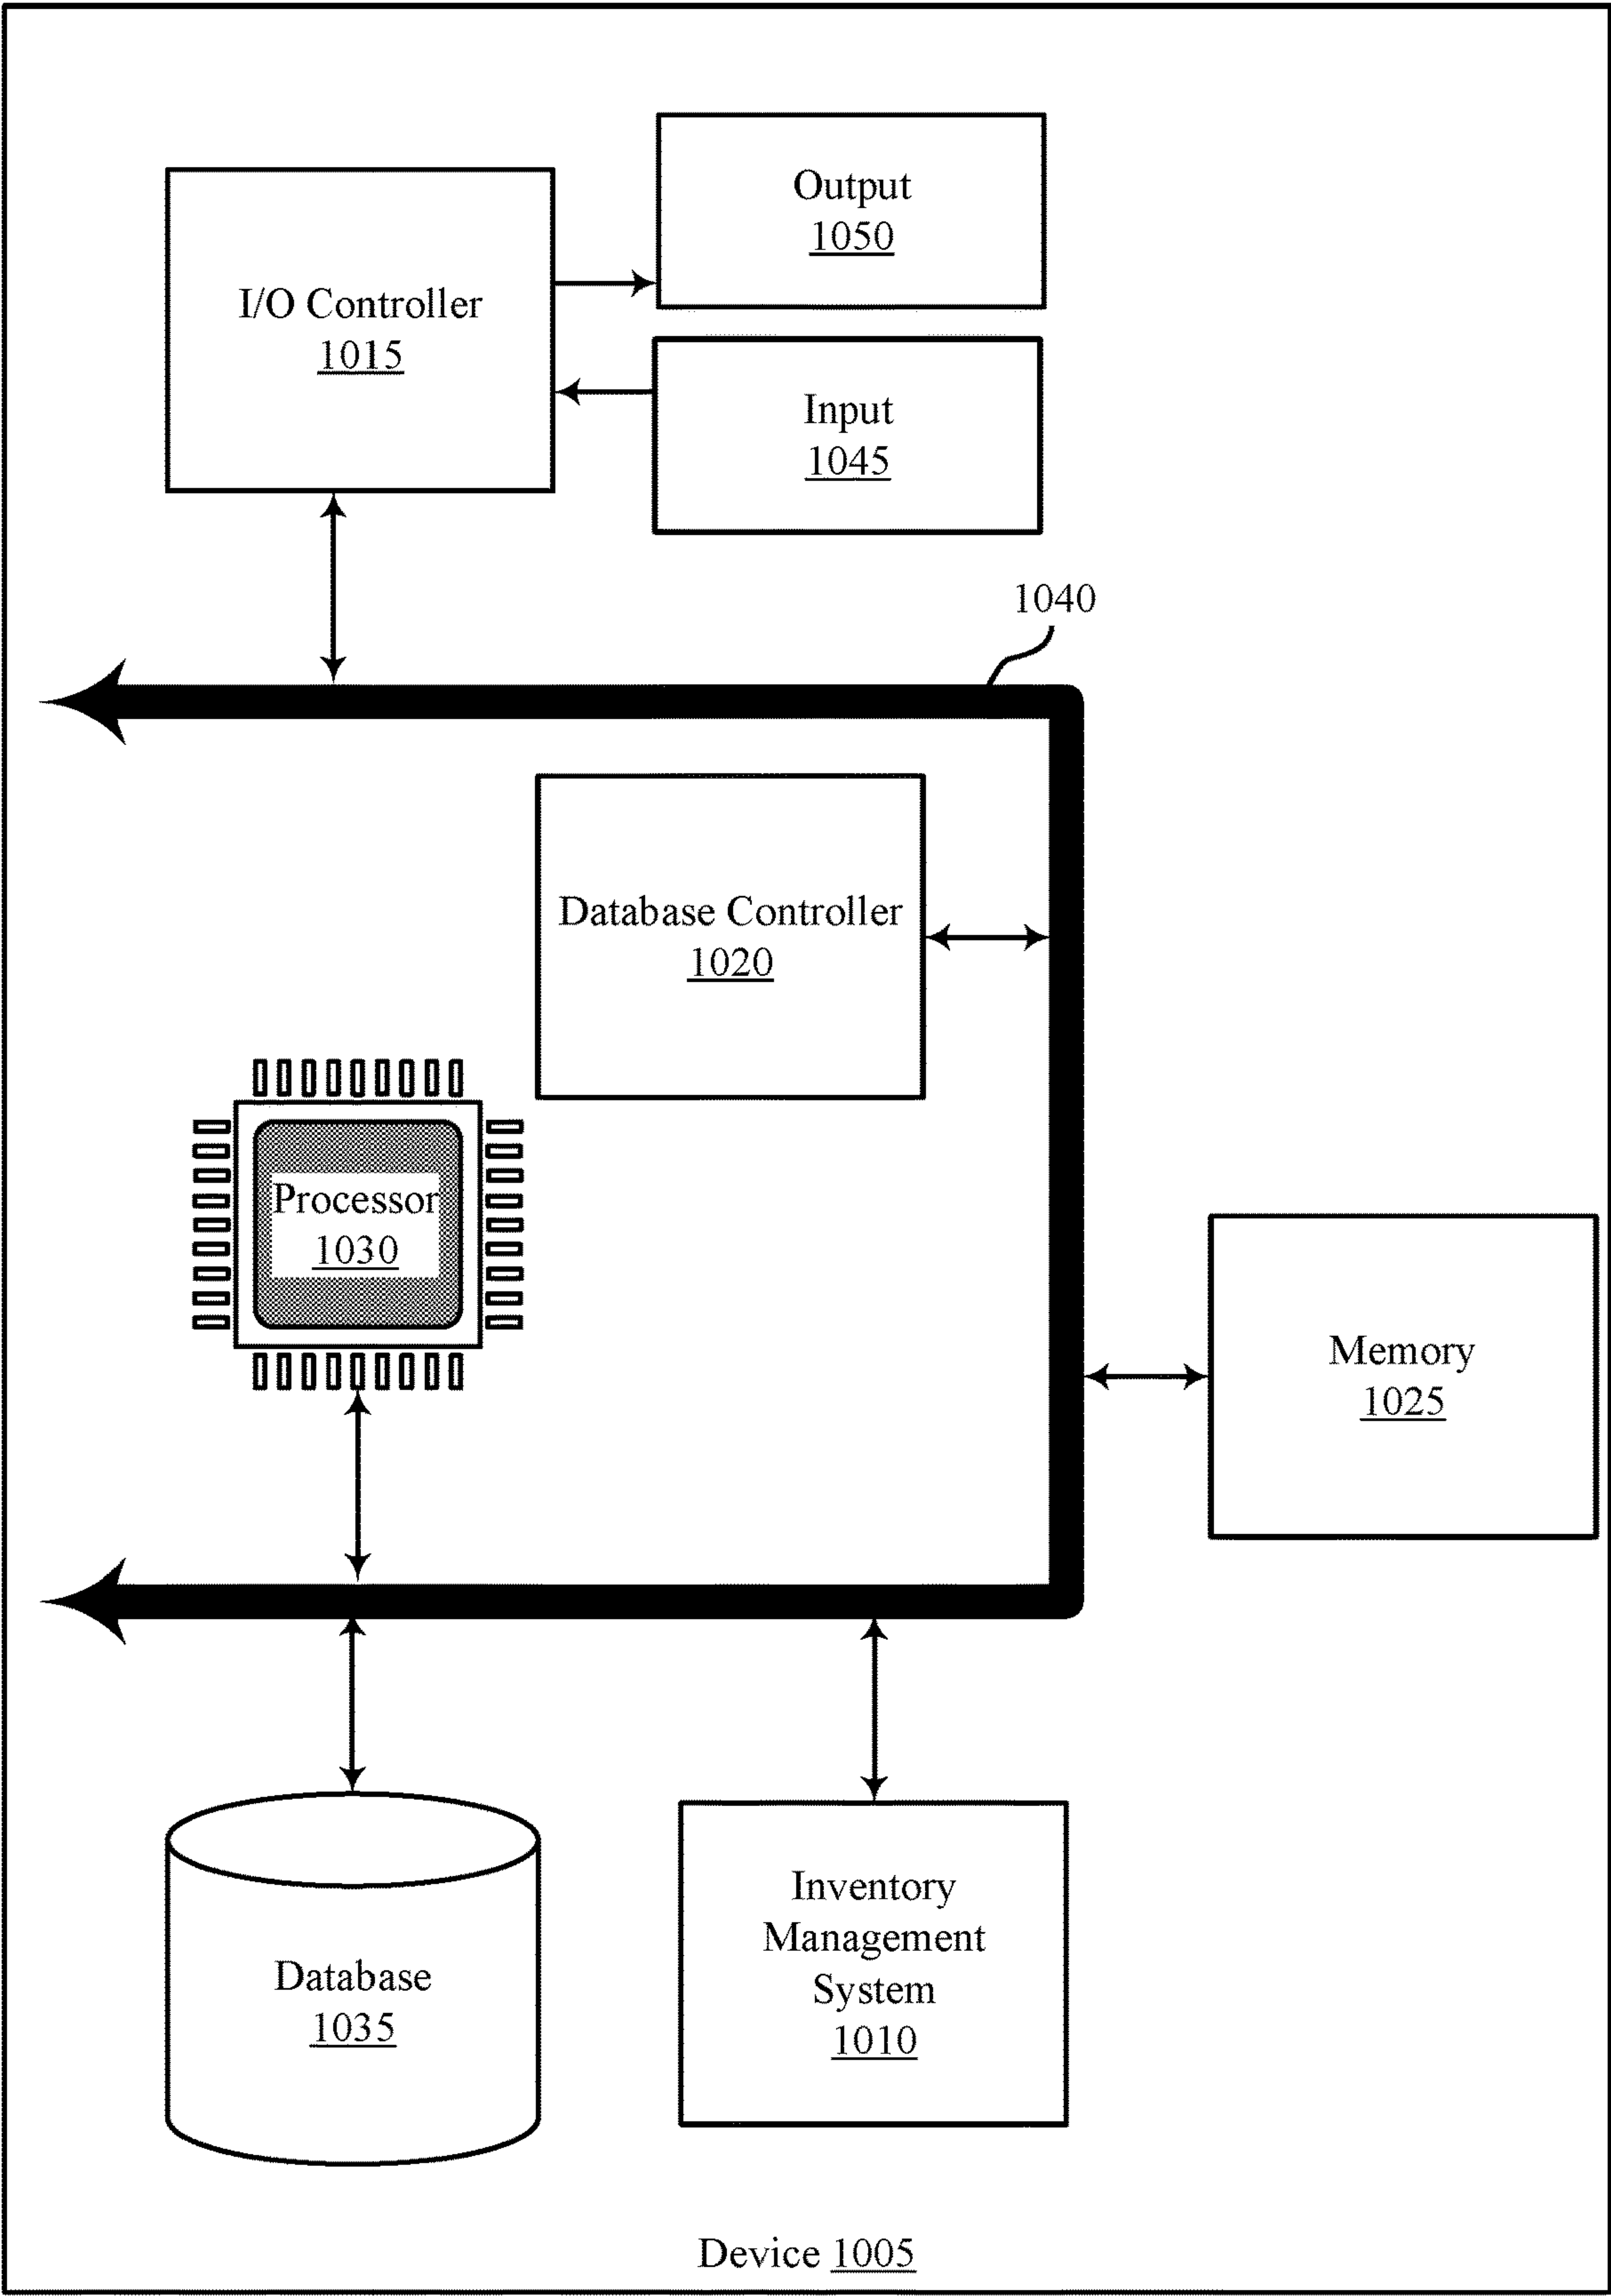 Output
1050
I/O Controller
1015
Input
1045
1040
Database Controller
1020
Processor
1030
Memory
1025
Inventory
Management
System
1010
Database
1035
Device 1005